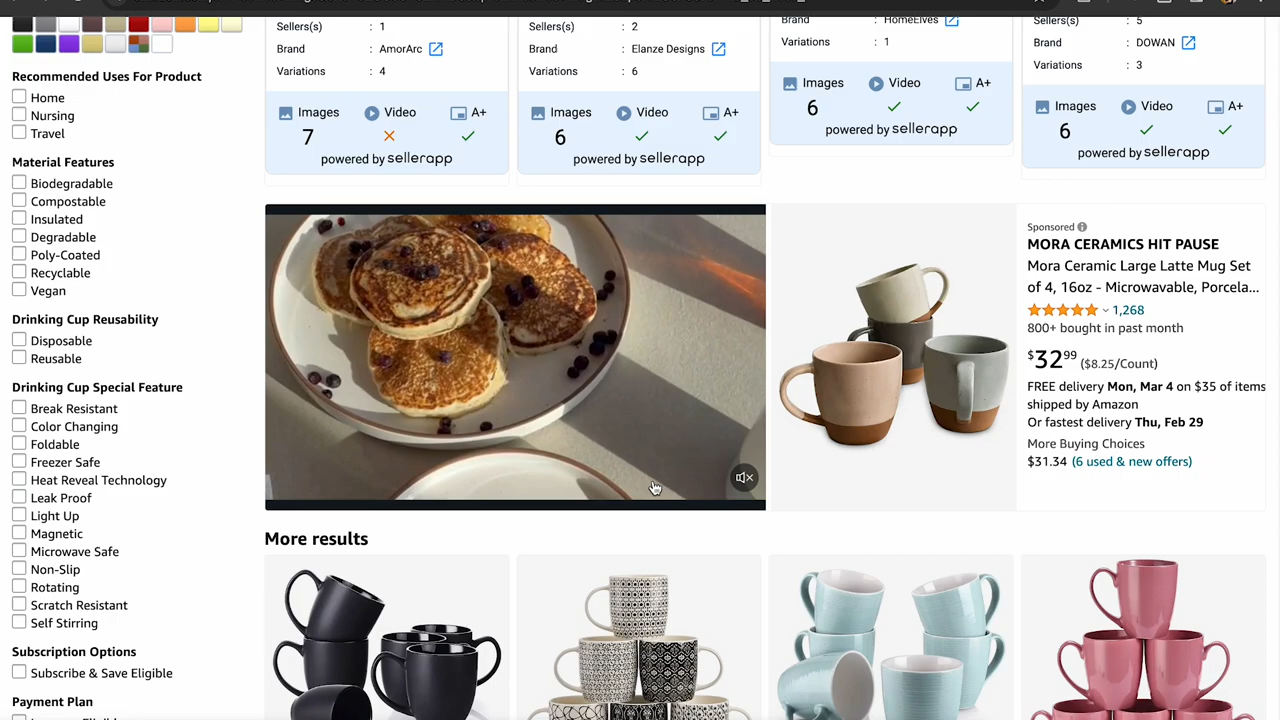 Recommended Uses For Product
Home
Nursing
Travel
Material Features
Biodegradable
Compostable
Insulated
Degradable
Poly-Coated
Recyclable
Vegan
Drinking Cup Reusability
Disposable
Reusable
Drinking Cup Special Feature
Break Resistant
Color Changing
Foldable
Freezer Safe
Heat Reveal Technology
Leak Proof
Light Up
Magnetic
Microwave Safe
Non-Slip
Rotating
Scratch Resistant
Self Stirring
Subscription Options
Subscribe & Save Eligible
Payment Plan
Sellers(s) : 1
Brand : AmorArc
Variations : 4
Images Video A+
7
powered by sellerapp
Sellers(s) : 2
Brand : Elanze Designs
Variations : 6
Images Video A+
6
powered by sellerapp
Brand : HomeElves
Variations : 1
Images Video A+
6
powered by sellerapp
Sellers(s) : 5
Brand : DOWAN
Variations : 3
Images Video A+
6
powered by sellerapp
Sponsored
MORA CERAMICS HIT PAUSE
Mora Ceramic Large Latte Mug Set
of 4, 16oz - Microwavable, Porcela...
1,268
800+ bought in past month
$32 99 ($8.25/Count)
FREE delivery Mon, Mar 4 on $35 of items
shipped by Amazon
Or fastest delivery Thu, Feb 29
More Buying Choices
$31.34 (6 used & new offers)
More results